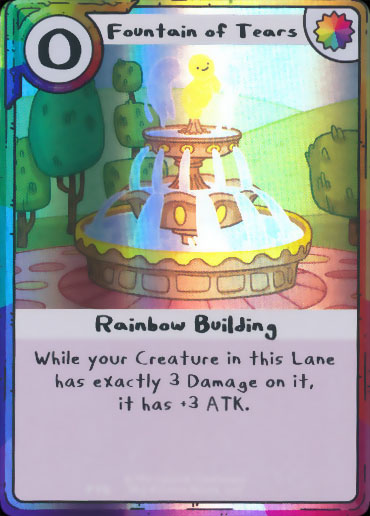 0
Fountain of Tears
Rainbow Building
While your Creature in this Lane
has exactly 3 Damage on it,
it has +3 ATK.